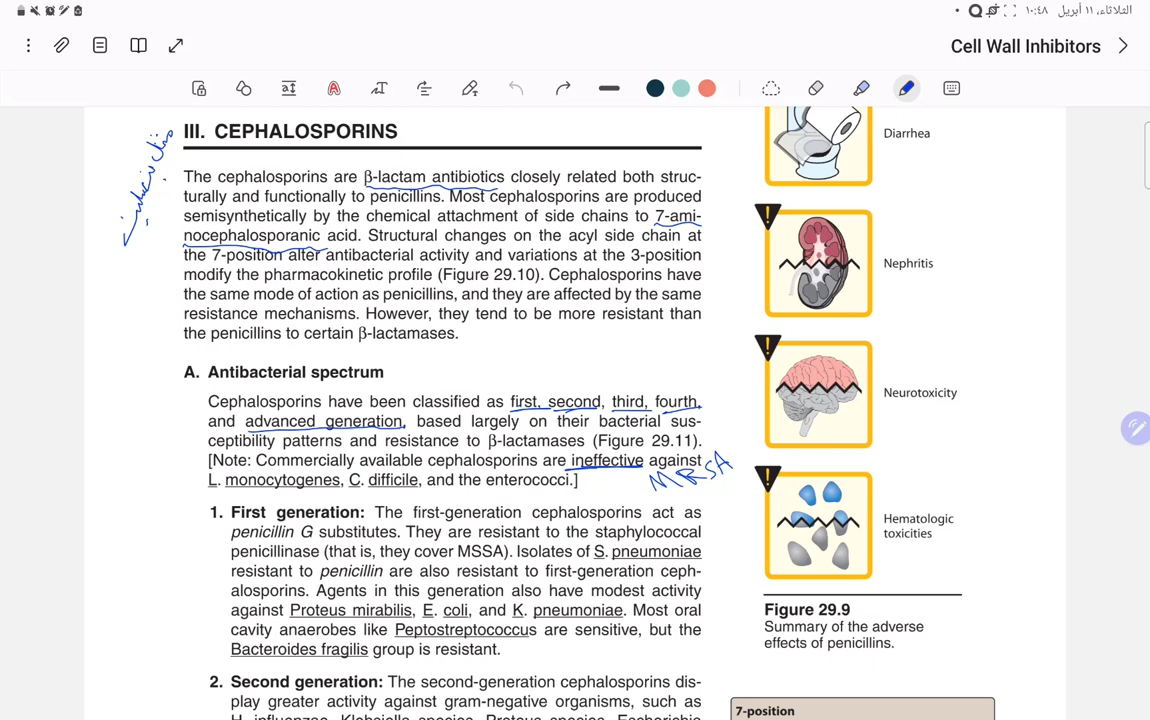 الثلاثاء، ١١ أبريل ١٠:٤٨
Cell Wall Inhibitors
III. CEPHALOSPORINS
The cephalosporins are β-lactam antibiotics closely related both struc-
turally and functionally to penicillins. Most cephalosporins are produced
semisynthetically by the chemical attachment of side chains to 7-ami-
nocephalosporanic acid. Structural changes on the acyl side chain at
the 7-position alter antibacterial activity and variations at the 3-position
modify the pharmacokinetic profile (Figure 29.10). Cephalosporins have
the same mode of action as penicillins, and they are affected by the same
resistance mechanisms. However, they tend to be more resistant than
the penicillins to certain β-lactamases.
A. Antibacterial spectrum
Cephalosporins have been classified as first, second, third, fourth,
and advanced generation, based largely on their bacterial sus-
ceptibility patterns and resistance to β-lactamases (Figure 29.11).
[Note: Commercially available cephalosporins are ineffective against
MRSA
L. monocytogenes, C. difficile, and the enterococci.]
1. First generation: The first-generation cephalosporins act as
penicillin G substitutes. They are resistant to the staphylococcal
penicillinase (that is, they cover MSSA). Isolates of S. pneumoniae
resistant to penicillin are also resistant to first-generation ceph-
alosporins. Agents in this generation also have modest activity
against Proteus mirabilis, E. coli, and K. pneumoniae. Most oral
cavity anaerobes like Peptostreptococcus are sensitive, but the
Bacteroides fragilis group is resistant.
2. Second generation: The second-generation cephalosporins dis-
play greater activity against gram-negative organisms, such as
H. influenzae, Klebsiella species, Proteus species, Escherichia
Diarrhea
Nephritis
Neurotoxicity
Hematologic
toxicities
Figure 29.9
Summary of the adverse
effects of penicillins.
7-position